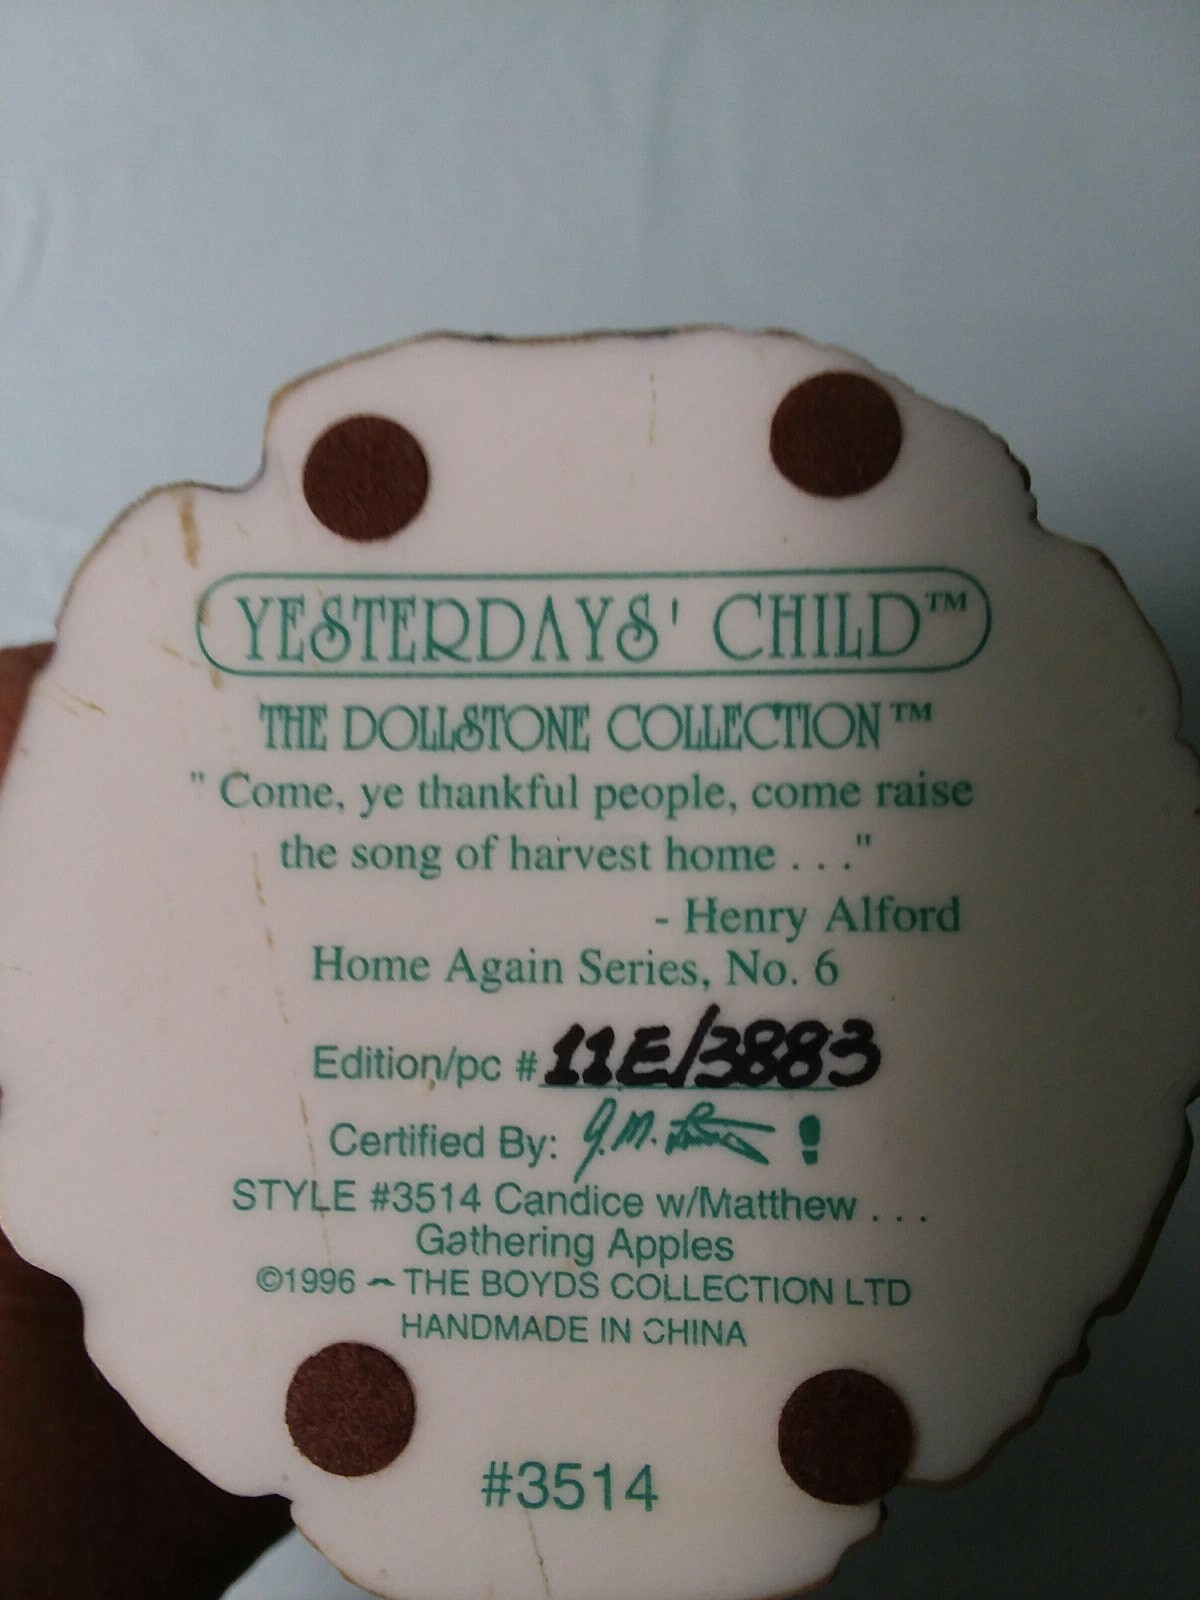 YESTERDAYS' CHILD™
THE DOLLSTONE COLLECTION™
" Come, ye thankful people, come raise
the song of harvest home . . ."
- Henry Alford
Home Again Series, No. 6
Edition/pc # 11E/3883
Certified By: J.M. !
STYLE #3514 Candice w/Matthew . . .
Gathering Apples
©1996 ~ THE BOYDS COLLECTION LTD
HANDMADE IN CHINA
#3514